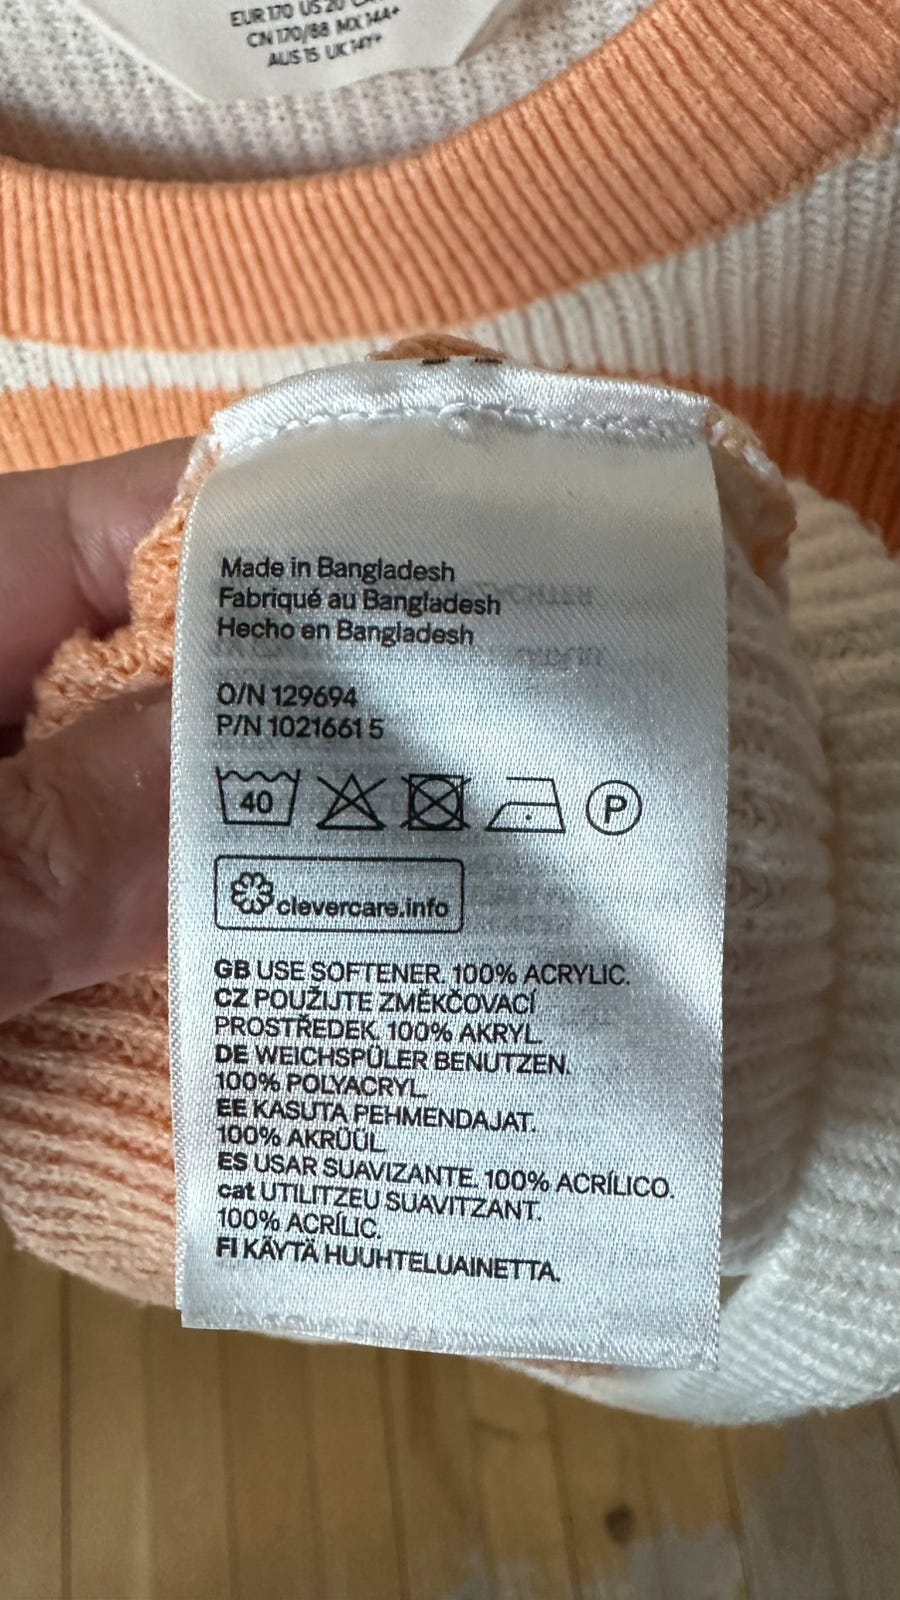 EUR 170 US 20
CN 170/88 MX 14A+
AUS 15 UK 14Y+
Made in Bangladesh
Fabriqué au Bangladesh
Hecho en Bangladesh
O/N 129694
P/N 1021661 5
40
P
clevercare.info
GB USE SOFTENER. 100% ACRYLIC.
CZ POUŽIJTE ZMĚKČOVACÍ
PROSTŘEDEK. 100% AKRYL.
DE WEICHSPÜLER BENUTZEN.
100% POLYACRYL.
EE KASUTA PEHMENDAJAT.
100% AKRÜÜL.
ES USAR SUAVIZANTE. 100% ACRÍLICO.
cat UTILITZEU SUAVITZANT.
100% ACRÍLIC.
FI KÄYTÄ HUUHTELUAINETTA.